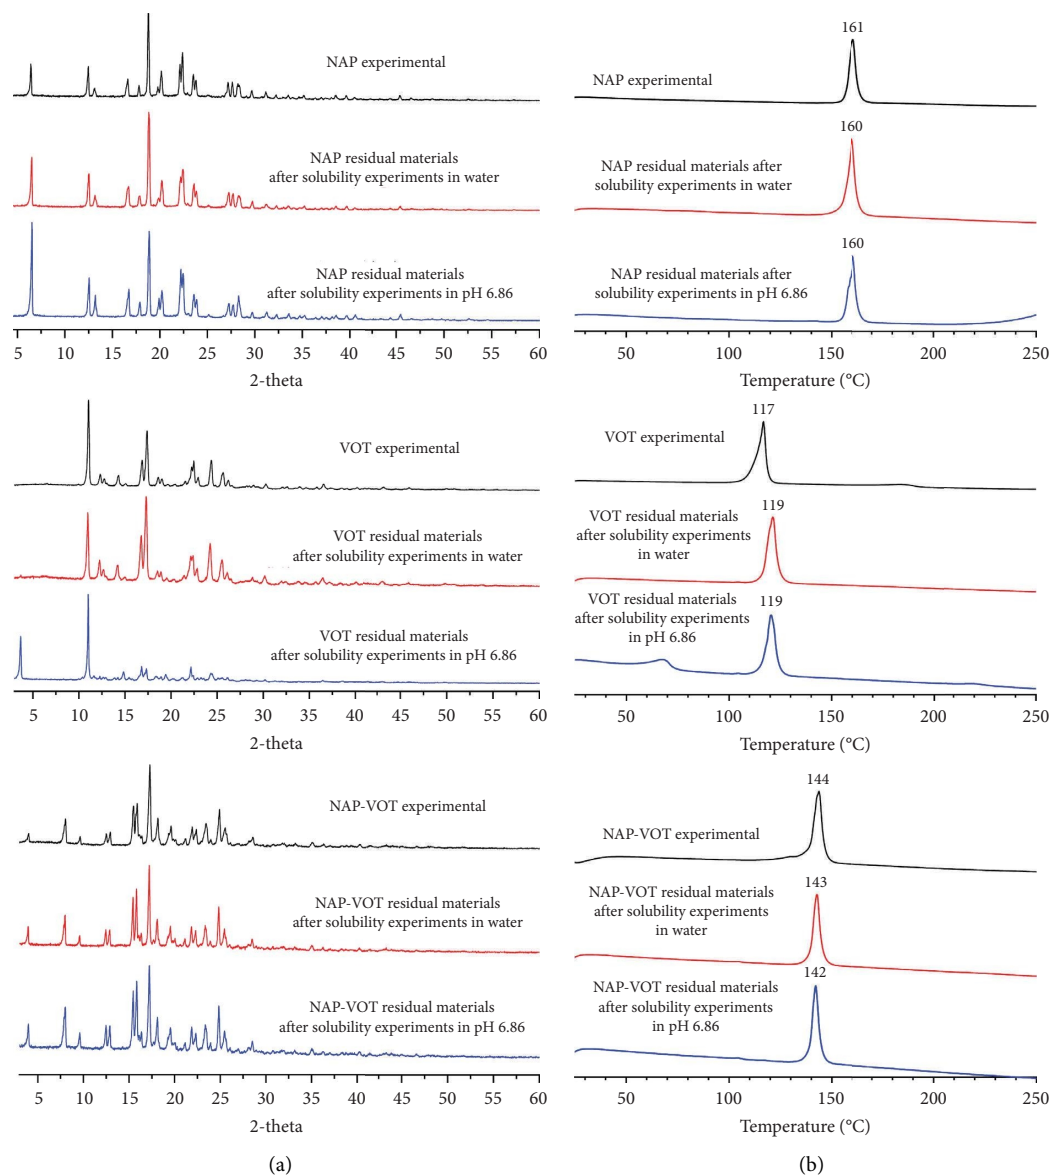 NAP experimental
NAP residual materials
after solubility experiments in water
NAP residual materials
after solubility experiments in pH 6.86
5 10 15 20 25 30 35 40 45 50 55 60
2-theta
161
NAP experimental
160
NAP residual materials after
solubility experiments in water
160
NAP residual materials after
solubility experiments in pH 6.86
50 100 150 200 250
Temperature (°C)
VOT experimental
VOT residual materials
after solubility experiments in water
VOT residual materials
after solubility experiments in pH 6.86
5 10 15 20 25 30 35 40 45 50 55 60
2-theta
117
VOT experimental
119
VOT residual materials
after solubility experiments
in water
VOT residual materials
after solubility experiments
in pH 6.86
119
50 100 150 200 250
Temperature (°C)
NAP-VOT experimental
NAP-VOT residual materials
after solubility experiments in water
NAP-VOT residual materials
after solubility experiments in pH 6.86
5 10 15 20 25 30 35 40 45 50 55 60
2-theta
(a)
144
NAP-VOT experimental
143
NAP-VOT residual materials
after solubility experiments
in water
142
NAP-VOT residual materials
after solubility experiments
in pH 6.86
50 100 150 200 250
Temperature (°C)
(b)